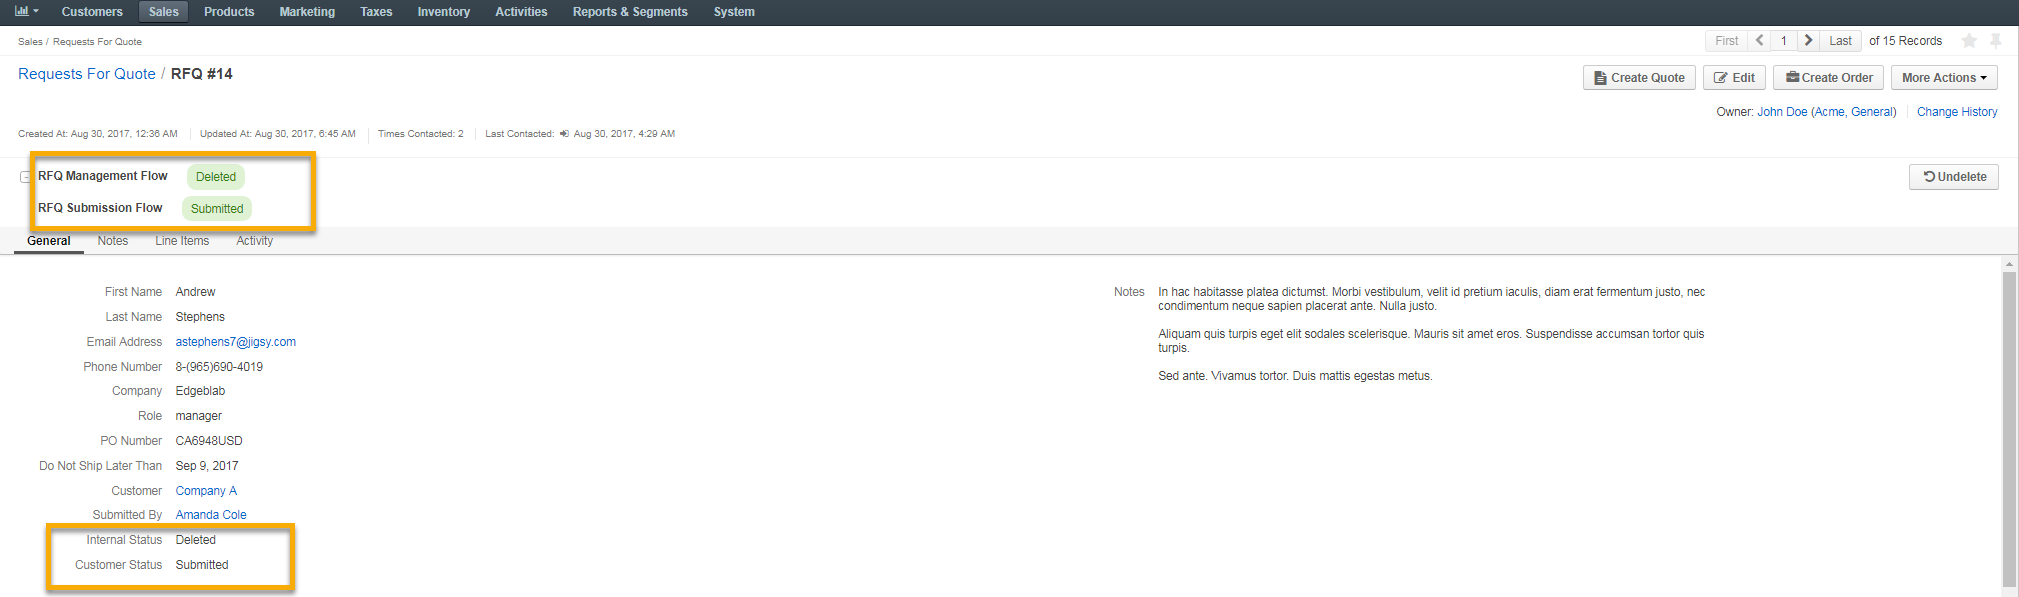 Customers Sales Products Marketing Taxes Inventory Activities Reports & Segments System
Sales / Requests For Quote
First 1 Last of 15 Records
Requests For Quote / RFQ #14
Create Quote Edit Create Order More Actions
Owner: John Doe (Acme, General) Change History
Created At: Aug 30, 2017, 12:36 AM Updated At: Aug 30, 2017, 6:45 AM Times Contacted: 2 Last Contacted: Aug 30, 2017, 4:29 AM
RFQ Management Flow Deleted
Undelete
RFQ Submission Flow Submitted
General Notes Line Items Activity
First Name Andrew
Last Name Stephens
Email Address astephens7@jigsy.com
Phone Number 8-(965)690-4019
Company Edgeblab
Role manager
PO Number CA6948USD
Do Not Ship Later Than Sep 9, 2017
Customer Company A
Submitted By Amanda Cole
Internal Status Deleted
Customer Status Submitted
Notes In hac habitasse platea dictumst. Morbi vestibulum, velit id pretium iaculis, diam erat fermentum justo, nec
condimentum neque sapien placerat ante. Nulla justo.
Aliquam quis turpis eget elit sodales scelerisque. Mauris sit amet eros. Suspendisse accumsan tortor quis
turpis.
Sed ante. Vivamus tortor. Duis mattis egestas metus.